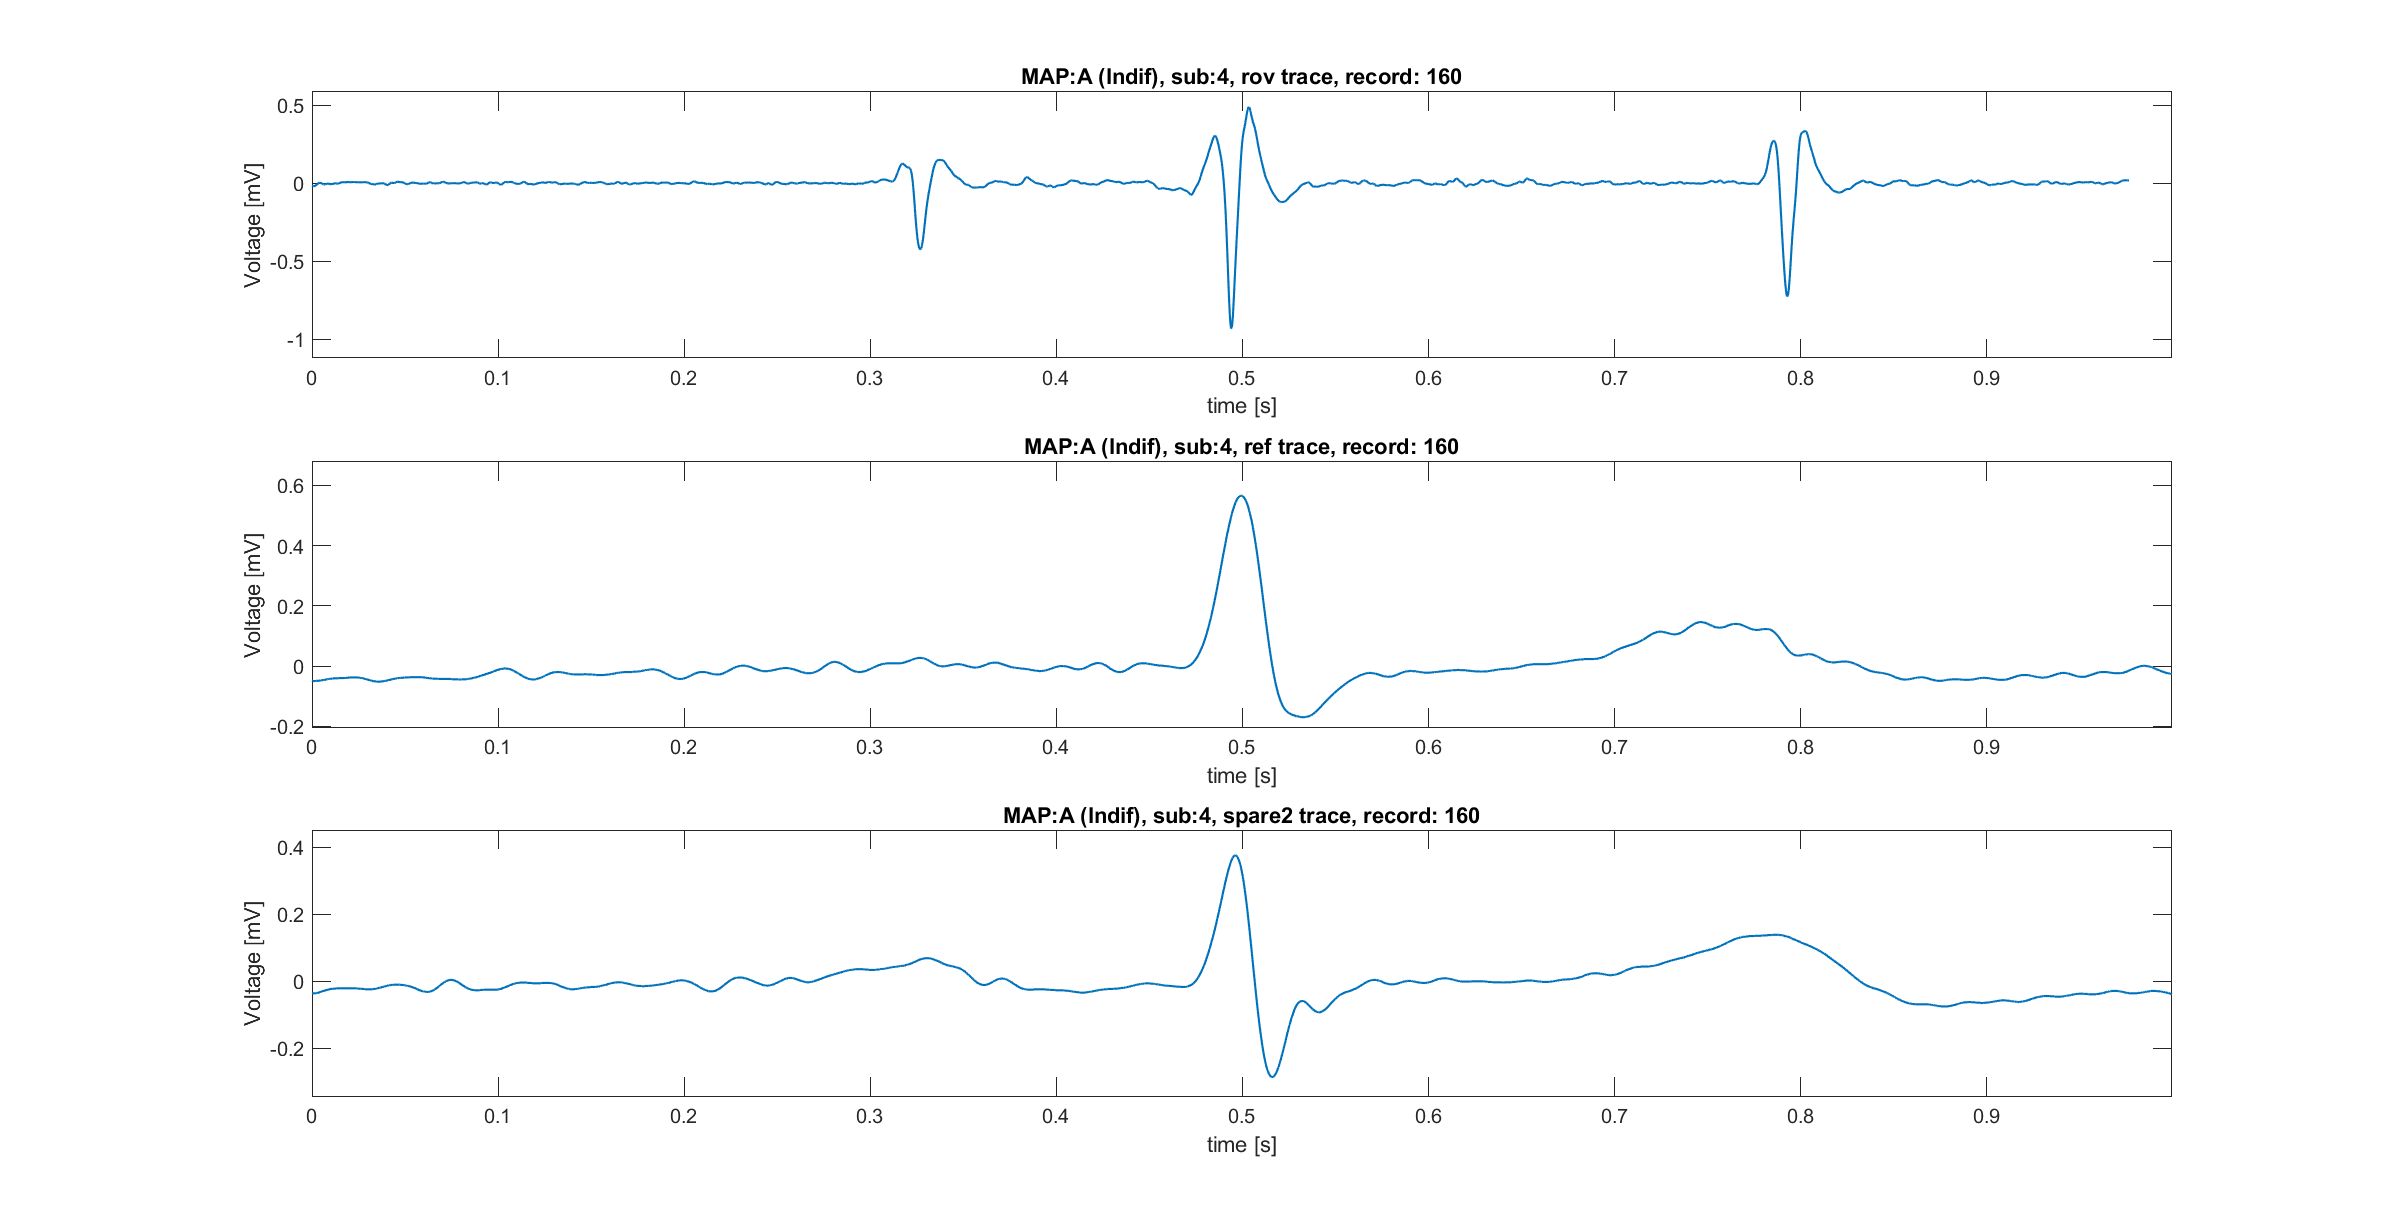 MAP:A (Indif), sub:4, rov trace, record: 160
0.5
0
-0.5
-1
Voltage [mV]
0 0.1 0.2 0.3 0.4 0.5 0.6 0.7 0.8 0.9
time [s]
MAP:A (Indif), sub:4, ref trace, record: 160
0.6
0.4
0.2
0
-0.2
Voltage [mV]
0 0.1 0.2 0.3 0.4 0.5 0.6 0.7 0.8 0.9
time [s]
MAP:A (Indif), sub:4, spare2 trace, record: 160
0.4
0.2
0
-0.2
Voltage [mV]
0 0.1 0.2 0.3 0.4 0.5 0.6 0.7 0.8 0.9
time [s]